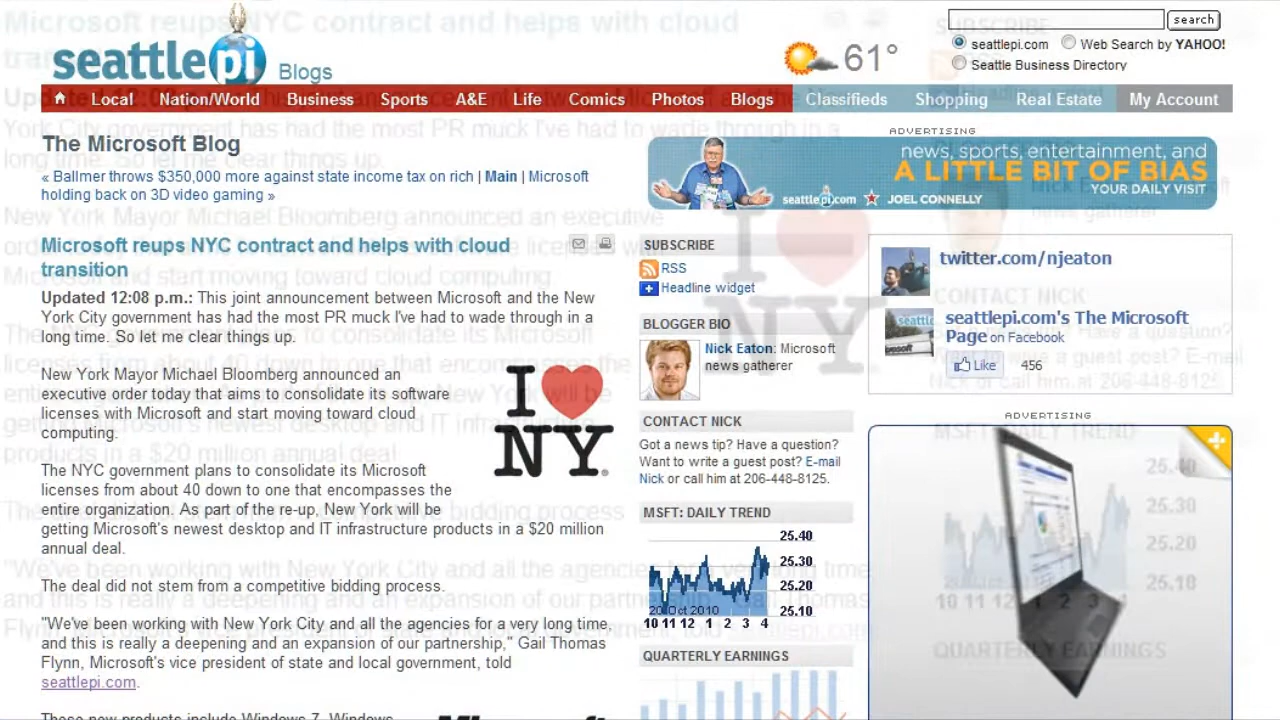 seattlepi Blogs
61°
search
seattlepi.com Web Search by YAHOO!
Seattle Business Directory
Local Nation/World Business Sports A&E Life Comics Photos Blogs Classifieds Shopping Real Estate My Account
The Microsoft Blog
« Ballmer throws $350,000 more against state income tax on rich | Main | Microsoft
holding back on 3D video gaming »
Microsoft reups NYC contract and helps with cloud
transition
Updated 12:08 p.m.: This joint announcement between Microsoft and the New
York City government has had the most PR muck I've had to wade through in a
long time. So let me clear things up.
New York Mayor Michael Bloomberg announced an
executive order today that aims to consolidate its software
licenses with Microsoft and start moving toward cloud
computing.
I NY
The NYC government plans to consolidate its Microsoft
licenses from about 40 down to one that encompasses the
entire organization. As part of the re-up, New York will be
getting Microsoft's newest desktop and IT infrastructure products in a $20 million
annual deal.
The deal did not stem from a competitive bidding process.
"We've been working with New York City and all the agencies for a very long time,
and this is really a deepening and an expansion of our partnership," Gail Thomas
Flynn, Microsoft's vice president of state and local government, told
seattlepi.com.
These new products include Windows 7, Windows
ADVERTISING
news, sports, entertainment, and
A LITTLE BIT OF BIAS
YOUR DAILY VISIT
seattlepi.com JOEL CONNELLY
SUBSCRIBE
RSS
Headline widget
BLOGGER BIO
Nick Eaton: Microsoft
news gatherer
CONTACT NICK
Got a news tip? Have a question?
Want to write a guest post? E-mail
Nick or call him at 206-448-8125.
MSFT: DAILY TREND
25.40
25.30
25.20
25.10
20 Oct 2010
10 11 12 1 2 3 4
QUARTERLY EARNINGS
twitter.com/njeaton
seattlepi.com's The Microsoft
Page on Facebook
Like 456
ADVERTISING